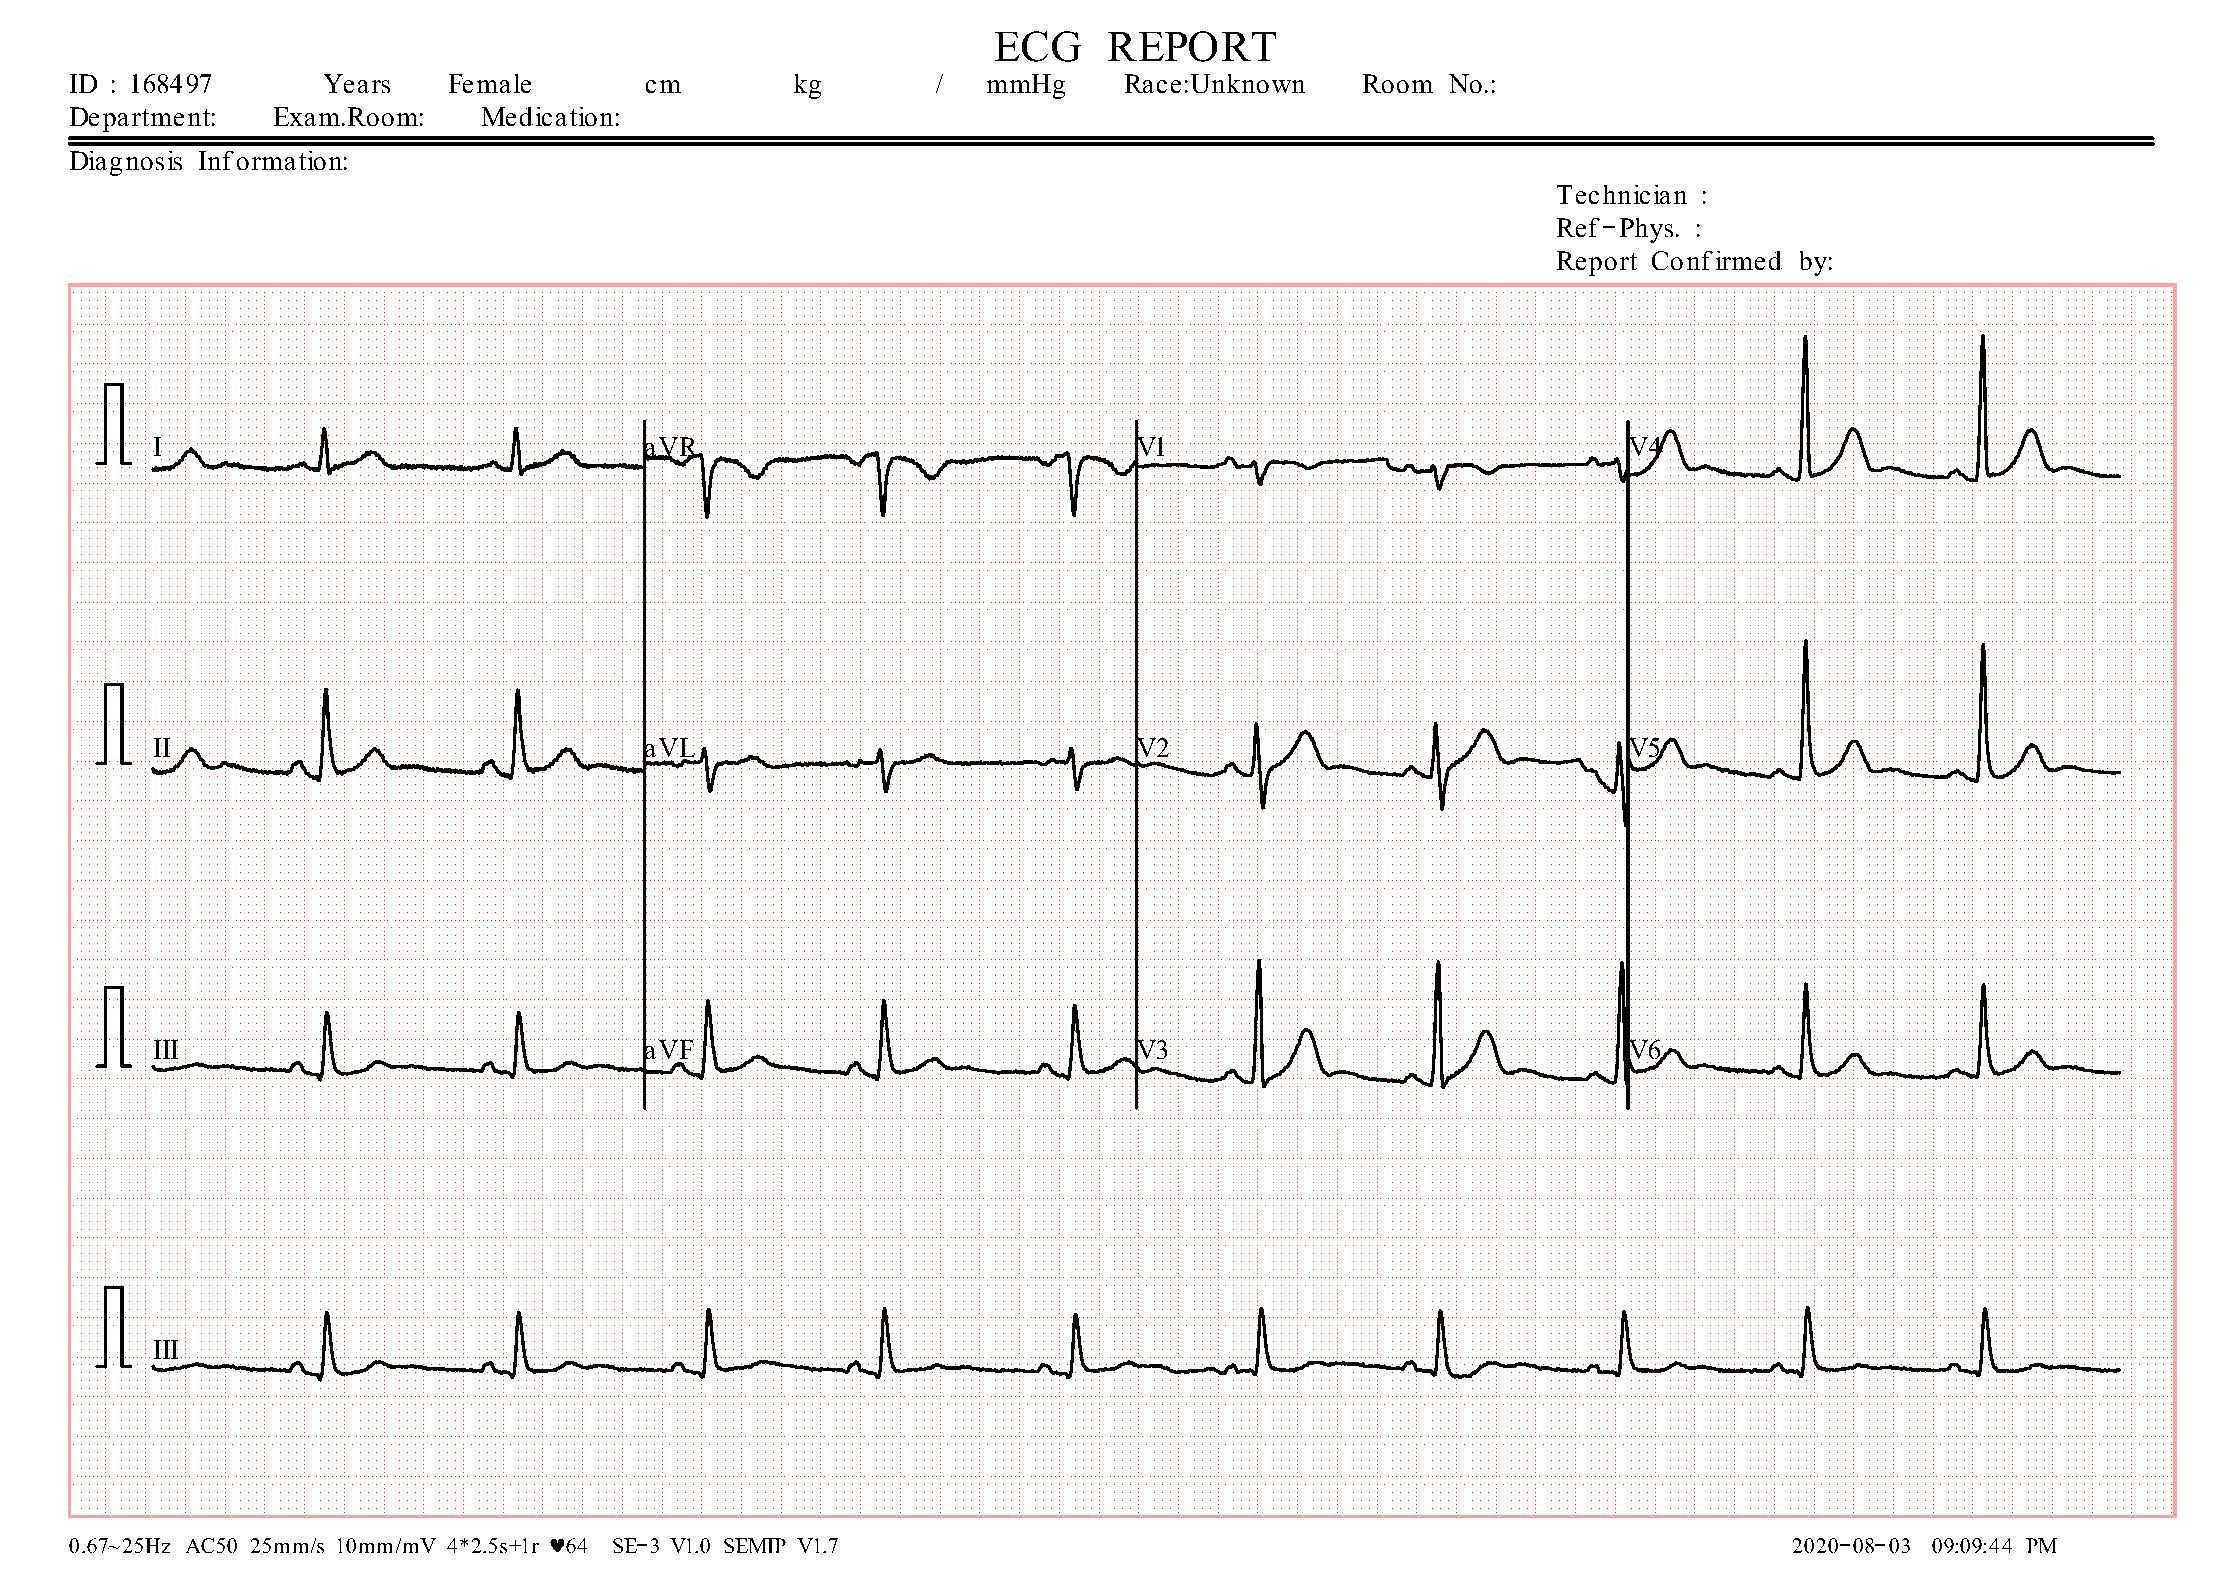 ECG REPORT
ID : 168497 Years Female cm kg / mmHg Race:Unknown Room No.:
Department: Exam.Room: Medication:
Diagnosis Information:
Technician :
Ref-Phys. :
Report Confirmed by:
I aVR V1 V4
II aVL V2 V5
III aVF V3 V6
III
0.67~25Hz AC50 25mm/s 10mm/mV 4*2.5s+1r ♥64 SE-3 V1.0 SEMIP V1.7 2020-08-03 09:09:44 PM